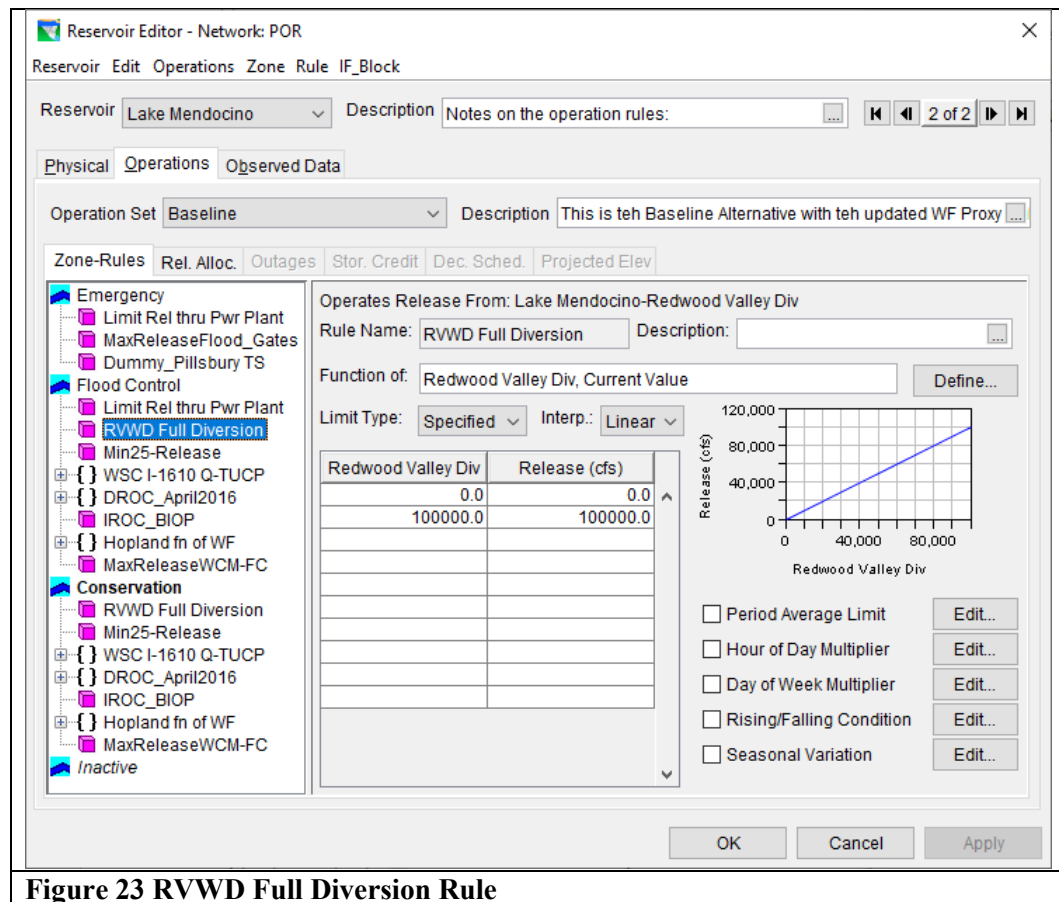 Reservoir Editor - Network: POR
Reservoir Edit Operations Zone Rule IF_Block
Reservoir Lake Mendocino Description Notes on the operation rules: ... 2 of 2
Physical Operations Observed Data
Operation Set Baseline Description This is teh Baseline Alternative with teh updated WF Proxy ...
Zone-Rules Rel. Alloc. Outages Stor. Credit Dec. Sched. Projected Elev
Emergency
Limit Rel thru Pwr Plant
MaxReleaseFlood_Gates
Dummy_Pillsbury TS
Flood Control
Limit Rel thru Pwr Plant
RVWD Full Diversion
Min25-Release
{ } WSC I-1610 Q-TUCP
{ } DROC_April2016
IROC_BIOP
{ } Hopland fn of WF
MaxReleaseWCM-FC
Conservation
RVWD Full Diversion
Min25-Release
{ } WSC I-1610 Q-TUCP
{ } DROC_April2016
IROC_BIOP
{ } Hopland fn of WF
MaxReleaseWCM-FC
Inactive
Operates Release From: Lake Mendocino-Redwood Valley Div
Rule Name: RVWD Full Diversion Description: ...
Function of: Redwood Valley Div, Current Value Define...
Limit Type: Specified Interp.: Linear
Redwood Valley Div Release (cfs)
0.0 0.0
100000.0 100000.0
120,000
80,000
40,000
0
Release (cfs)
0 40,000 80,000
Redwood Valley Div
Period Average Limit Edit...
Hour of Day Multiplier Edit...
Day of Week Multiplier Edit...
Rising/Falling Condition Edit...
Seasonal Variation Edit...
OK Cancel Apply
Figure 23 RVWD Full Diversion Rule